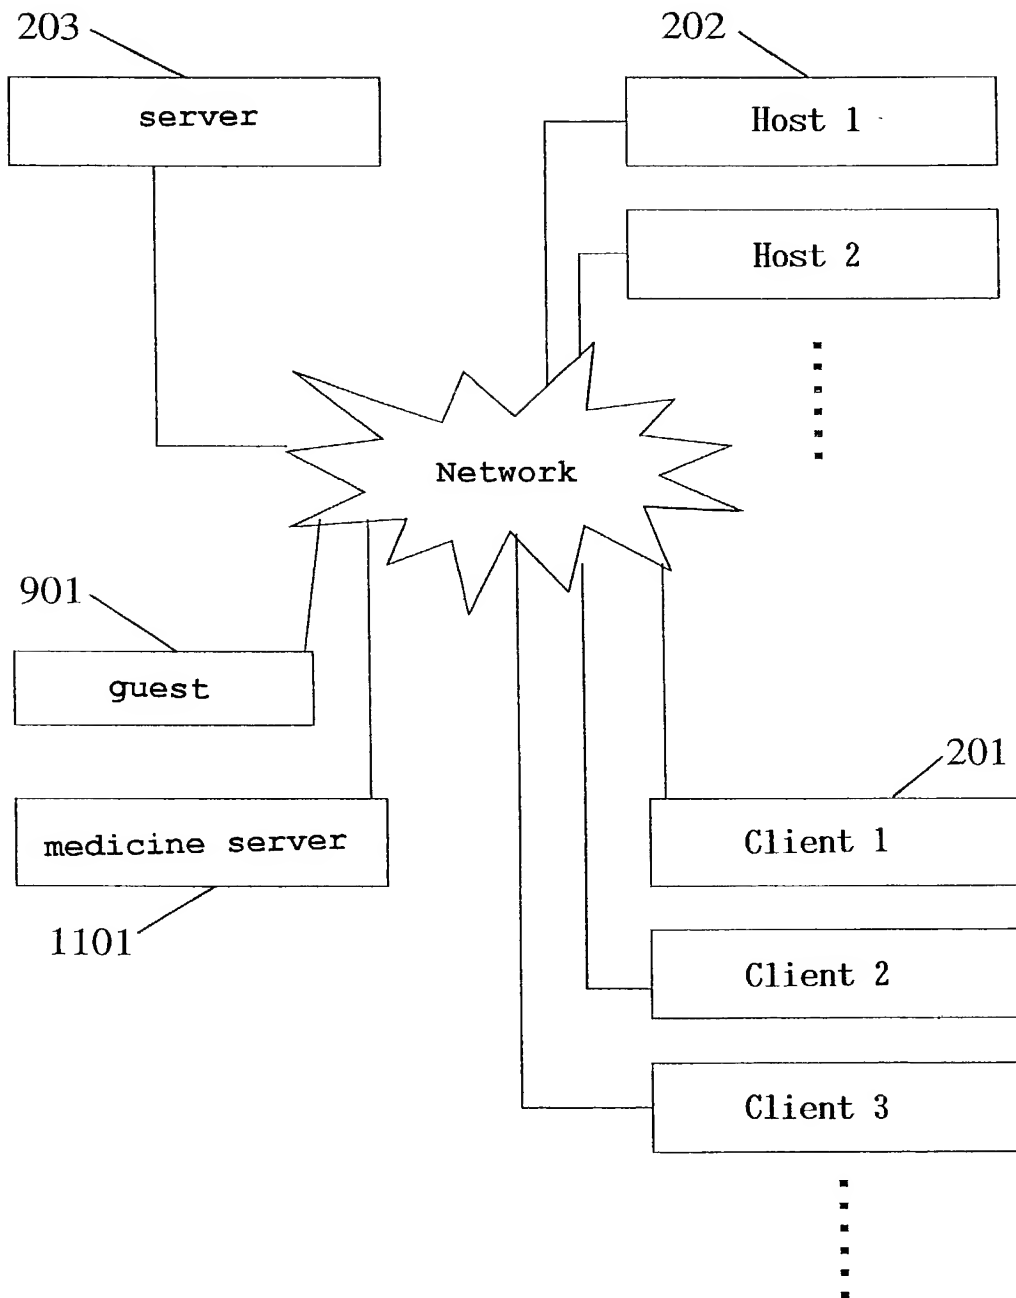 203
202
server
Host 1
Host 2
Network
901
guest
201
medicine server
Client 1
1101
Client 2
Client 3